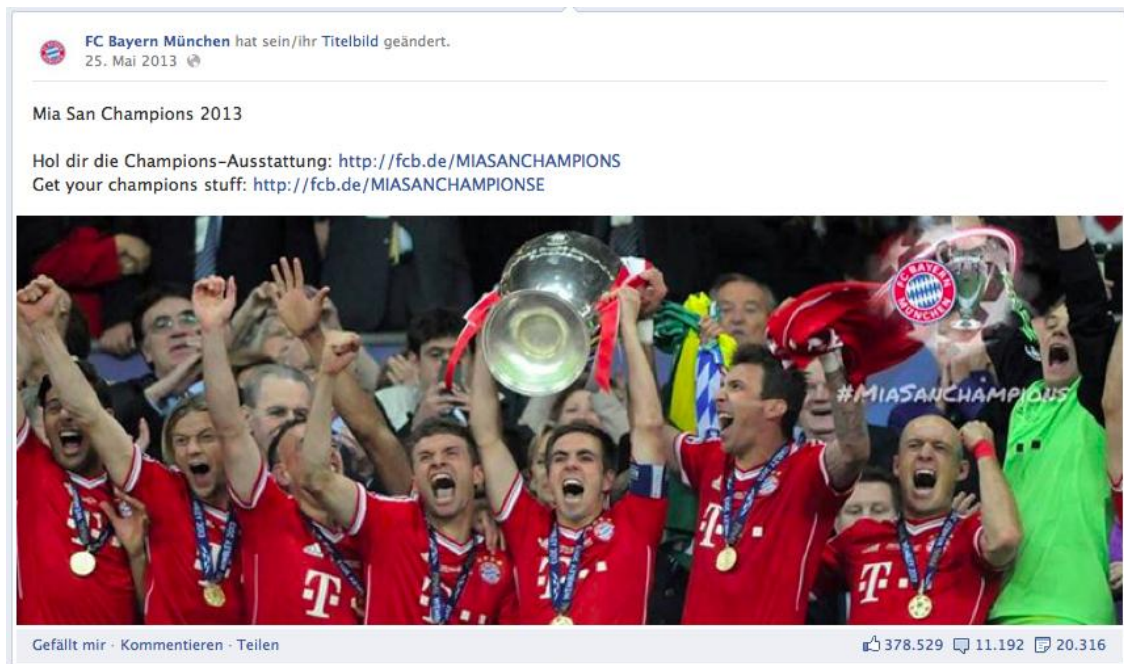 FC Bayern München hat sein/ihr Titelbild geändert.
25. Mai 2013
Mia San Champions 2013
Hol dir die Champions-Ausstattung: http://fcb.de/MIASANCHAMPIONS
Get your champions stuff: http://fcb.de/MIASANCHAMPIONSE
FC BAYERN
MÜNCHEN
#MIASANCHAMPIONS
Gefällt mir · Kommentieren · Teilen
378.529 11.192 20.316